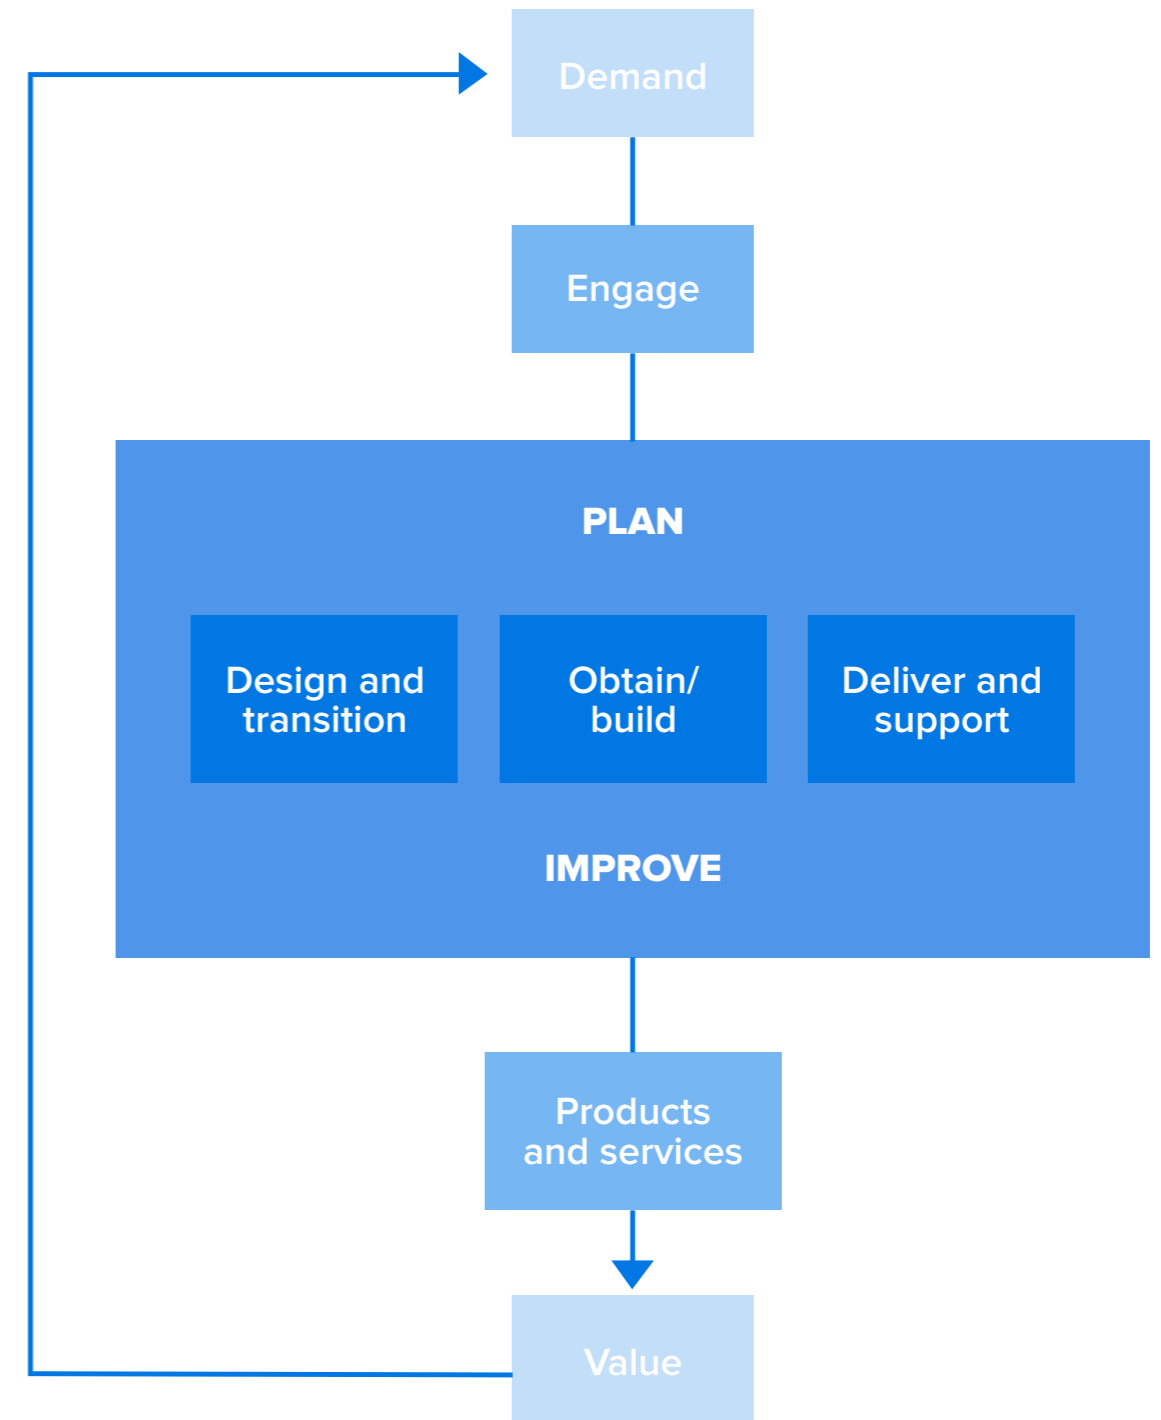 Demand
Engage
PLAN
Design and
transition
Obtain/
build
Deliver and
support
IMPROVE
Products
and services
Value